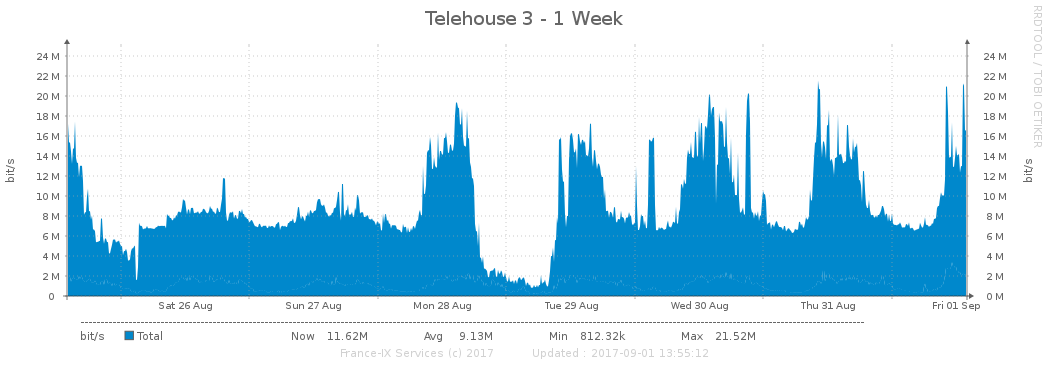 Telehouse 3 - 1 Week
RRDTOOL / TOBI OETIKER
bit/s
24 M 24 M
22 M 22 M
20 M 20 M
18 M 18 M
16 M 16 M
14 M 14 M
12 M 12 M
10 M 10 M
8 M 8 M
6 M 6 M
4 M 4 M
2 M 2 M
0 0 M
bit/s
Sat 26 Aug Sun 27 Aug Mon 28 Aug Tue 29 Aug Wed 30 Aug Thu 31 Aug Fri 01 Sep
bit/s Total Now 11.62M Avg 9.13M Min 812.32k Max 21.52M
France-IX Services (c) 2017 Updated : 2017-09-01 13:55:12